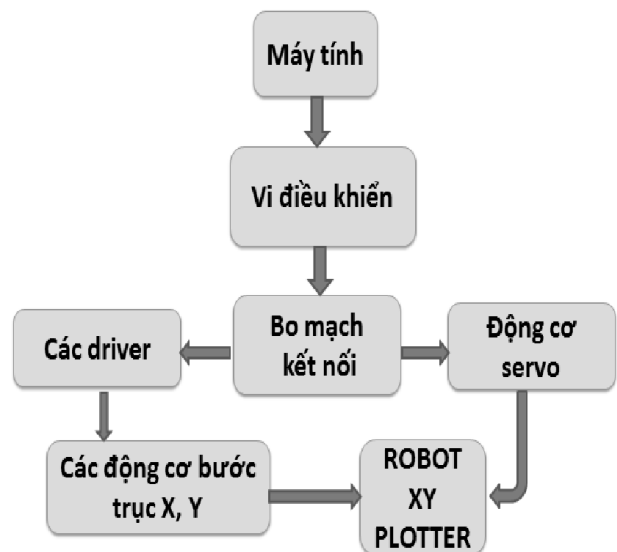 Máy tính
Vi điều khiển
Bo mạch
kết nối
Các driver
Động cơ
servo
Các động cơ bước
trục X, Y
ROBOT
XY
PLOTTER